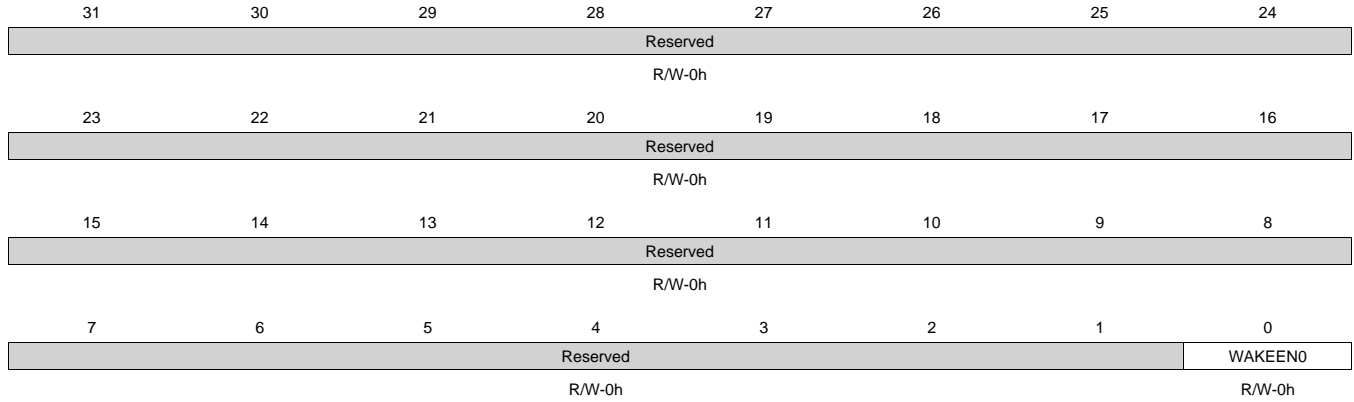 31 30 29 28 27 26 25 24
Reserved
R/W-0h
23 22 21 20 19 18 17 16
Reserved
R/W-0h
15 14 13 12 11 10 9 8
Reserved
R/W-0h
7 6 5 4 3 2 1 0
Reserved WAKEEN0
R/W-0h R/W-0h